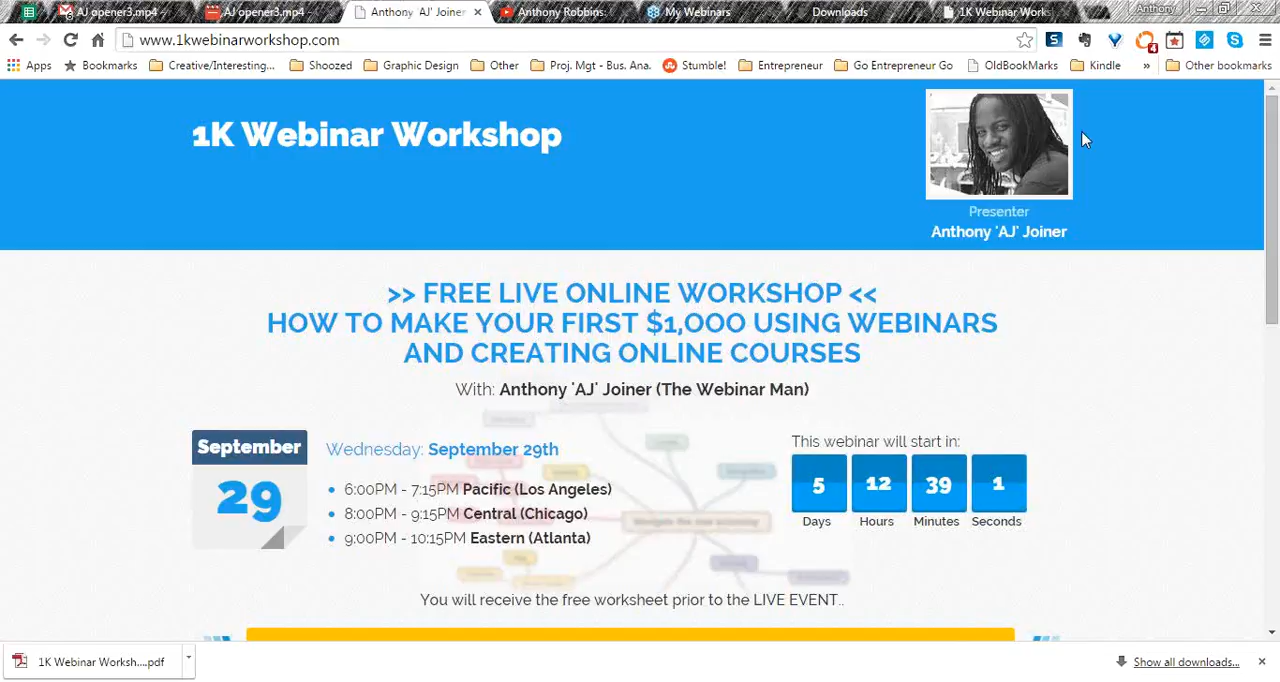 AJ opener3.mp4
AJ opener3.mp4
Anthony 'AJ' Joiner
Anthony Robbins:
My Webinars
Downloads
1K Webinar Works
Anthony
www.1kwebinarworkshop.com
Apps
Bookmarks
Creative/Interesting...
Shoozed
Graphic Design
Other
Proj. Mgt - Bus. Ana.
Stumble!
Entrepreneur
Go Entrepreneur Go
OldBookMarks
Kindle
»
Other bookmarks
1K Webinar Workshop
Presenter
Anthony 'AJ' Joiner
>> FREE LIVE ONLINE WORKSHOP <<
HOW TO MAKE YOUR FIRST $1,000 USING WEBINARS
AND CREATING ONLINE COURSES
With: Anthony 'AJ' Joiner (The Webinar Man)
September
29
Wednesday: September 29th
6:00PM - 7:15PM Pacific (Los Angeles)
8:00PM - 9:15PM Central (Chicago)
9:00PM - 10:15PM Eastern (Atlanta)
This webinar will start in:
5 12 39 1
Days Hours Minutes Seconds
You will receive the free worksheet prior to the LIVE EVENT..
1K Webinar Worksh....pdf
Show all downloads...